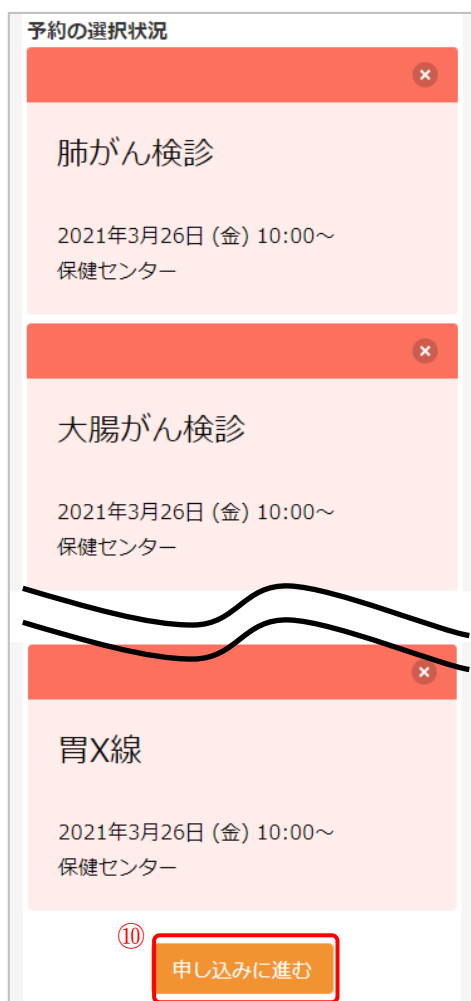 予約の選択状況
肺がん検診
2021年3月26日 (金) 10:00～
保健センター
大腸がん検診
2021年3月26日 (金) 10:00～
保健センター
胃X線
2021年3月26日 (金) 10:00～
保健センター
⑩
申し込みに進む